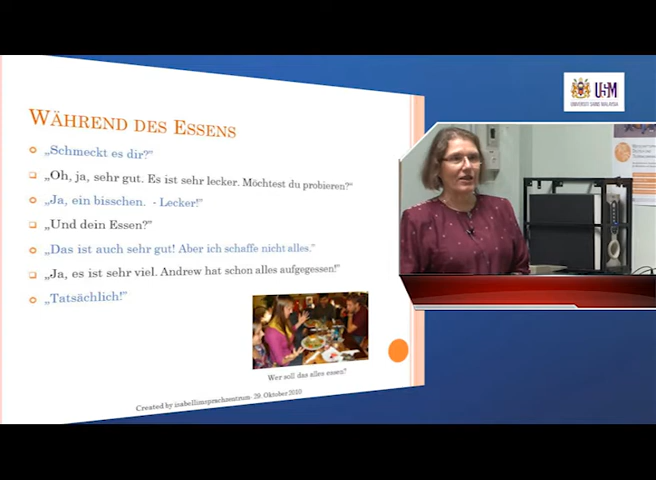 WÄHREND DES ESSENS
„Schmeckt es dir?"
„Oh, ja, sehr gut. Es ist sehr lecker. Möchtest du probieren?"
„Ja, ein bisschen. - Lecker!"
„Und dein Essen?"
„Das ist auch sehr gut! Aber ich schaffe nicht alles."
„Ja, es ist sehr viel. Andrew hat schon alles aufgegessen!"
„Tatsächlich!"
Wer soll das alles essen?
Created by isabellimsprachzentrum- 29. Oktober 2010
USM
UNIVERSITI SAINS MALAYSIA